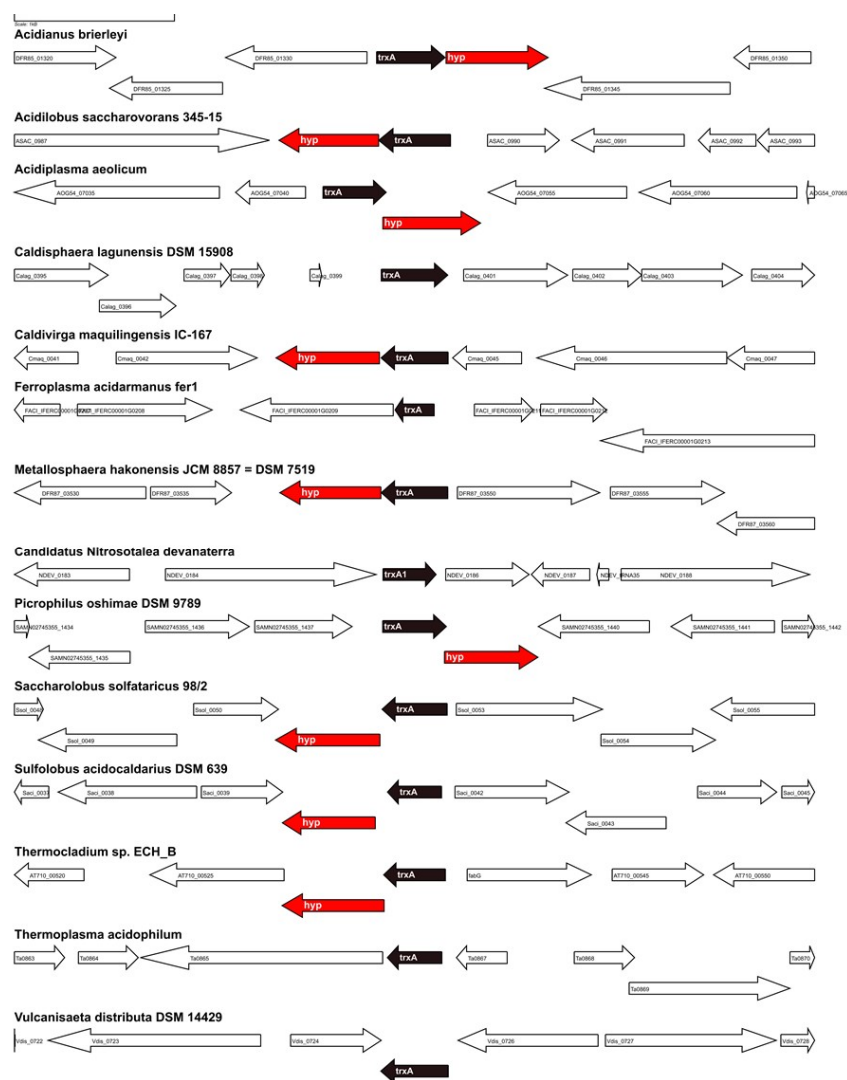 Scale: 1kB
Acidianus brierleyi
DFR85_01320 DFR85_01330 trxA hyp DFR85_01350
DFR85_01325 DFR85_01345
Acidilobus saccharovorans 345-15
ASAC_0987 hyp trxA ASAC_0990 ASAC_0991 ASAC_0992 ASAC_0993
Acidiplasma aeolicum
AOG54_07035 AOG54_07040 trxA AOG54_07055 AOG54_07060 AOG54_07065
hyp
Caldisphaera lagunensis DSM 15908
Calag_0395 Calag_0397 Calag_0398 Calag_0399 trxA Calag_0401 Calag_0402 Calag_0403 Calag_0404
Calag_0396
Caldivirga maquilingensis IC-167
Cmaq_0041 Cmaq_0042 hyp trxA Cmaq_0045 Cmaq_0046 Cmaq_0047
Ferroplasma acidarmanus fer1
FACI_IFERC00001G0208 FACI_IFERC00001G0209 trxA
FACI_IFERC00001G0213
Metallosphaera hakonensis JCM 8857 = DSM 7519
DFR87_03530 DFR87_03535 hyp trxA DFR87_03550 DFR87_03555
DFR87_03560
Candidatus Nitrosotalea devanaterra
NDEV_0183 NDEV_0184 trxA1 NDEV_0186 NDEV_0187 NDEV_0188
Picrophilus oshimae DSM 9789
SAMN02745355_1434 SAMN02745355_1436 SAMN02745355_1437 trxA SAMN02745355_1440 SAMN02745355_1441 SAMN02745355_1442
SAMN02745355_1435 hyp
Saccharolobus solfataricus 98/2
Ssol_0050 trxA Ssol_0053 Ssol_0055
Ssol_0049 hyp Ssol_0054
Sulfolobus acidocaldarius DSM 639
Saci_0038 Saci_0039 trxA Saci_0042 Saci_0044 Saci_0045
hyp Saci_0043
Thermocladium sp. ECH_B
AT710_00520 AT710_00525 trxA fabG AT710_00545 AT710_00550
hyp
Thermoplasma acidophilum
Ta0863 Ta0864 Ta0865 trxA Ta0867 Ta0868 Ta0870
Ta0869
Vulcanisaeta distributa DSM 14429
Vdis_0722 Vdis_0723 Vdis_0724 Vdis_0726 Vdis_0727 Vdis_0728
trxA